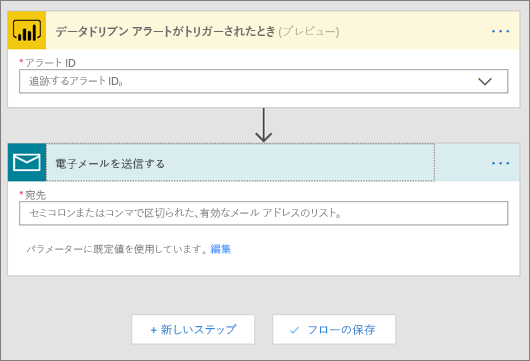 データドリブン アラートがトリガーされたとき (プレビュー)
* アラート ID
追跡するアラート ID。
電子メールを送信する
* 宛先
セミコロンまたはコンマで区切られた、有効なメール アドレスのリスト。
パラメーターに既定値を使用しています。 編集
+ 新しいステップ
フローの保存